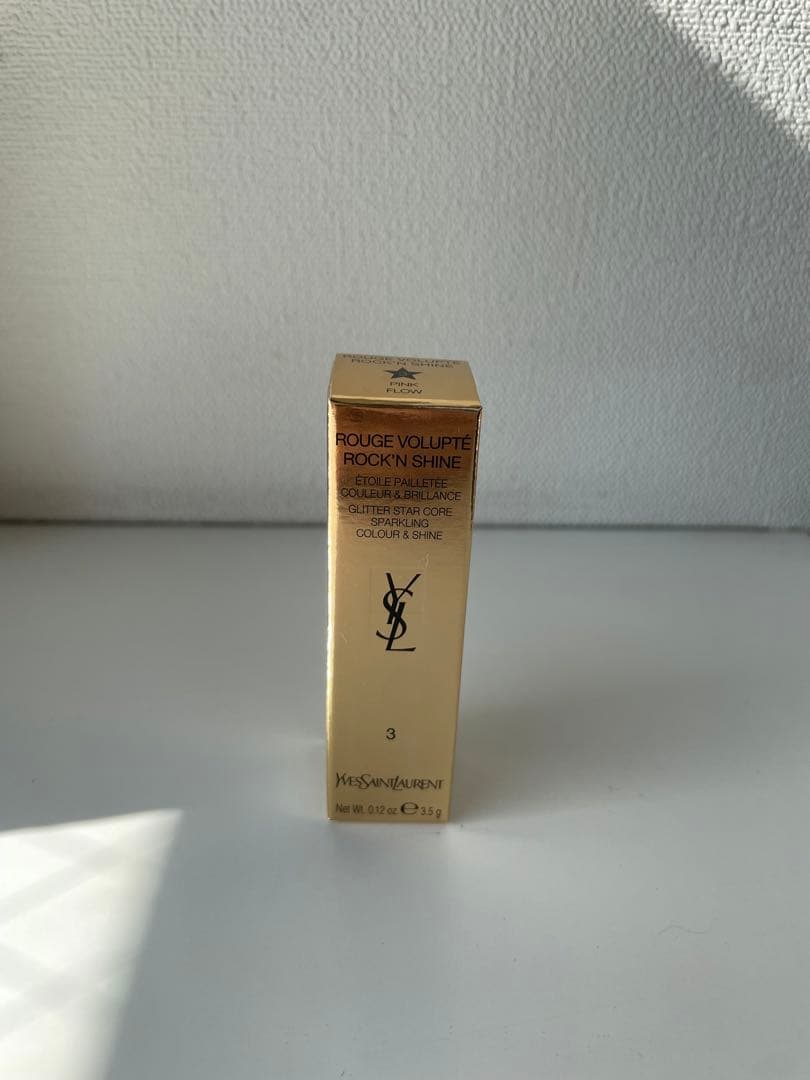 ROUGE VOLUPTÉ
ROCK'N SHINE
PINK
FLOW
ROUGE VOLUPTÉ
ROCK'N SHINE
ÉTOILE PAILLETÉE
COULEUR & BRILLANCE
GLITTER STAR CORE
SPARKLING
COLOUR & SHINE
YSL
3
YVESSAINTLAURENT
Net Wt. 0.12 oz ℮ 3.5 g